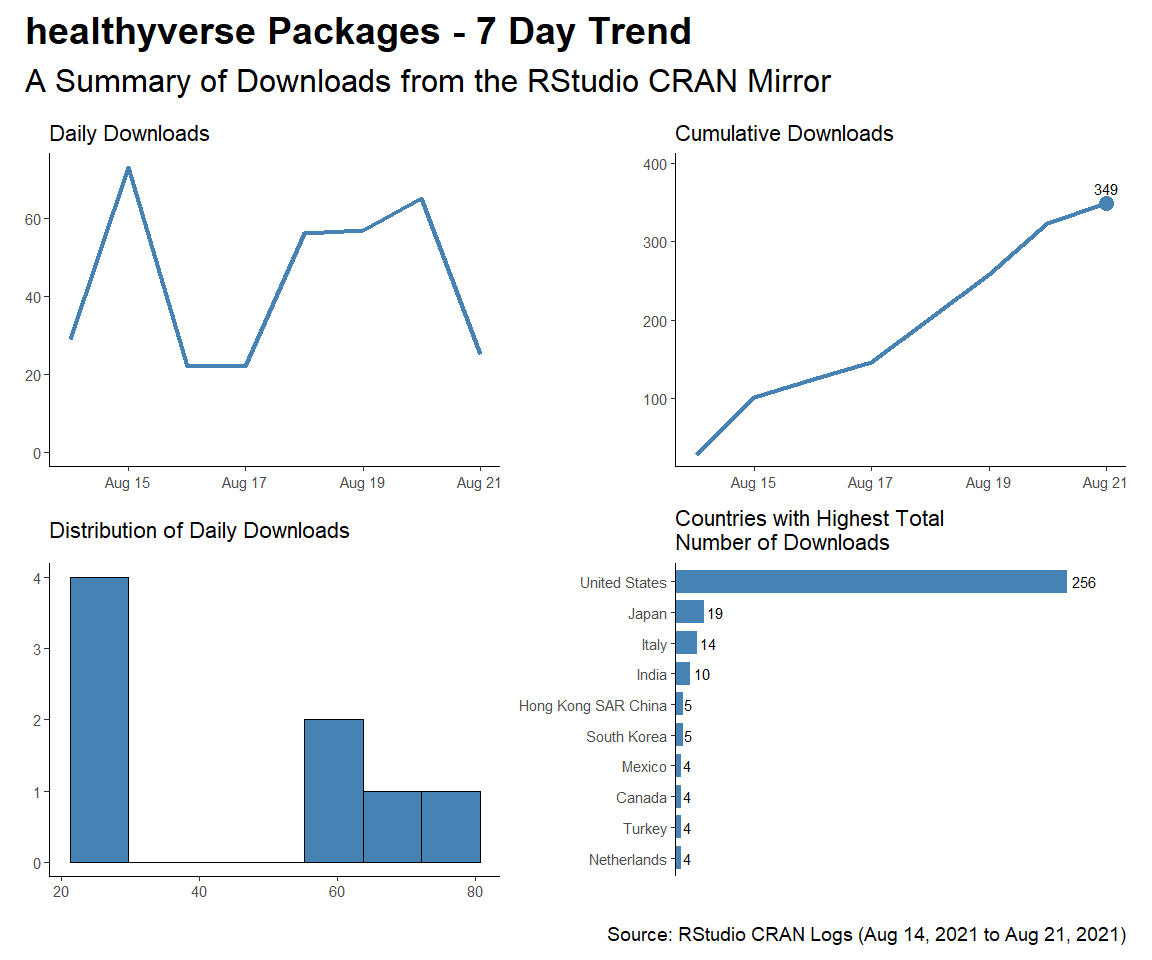 healthyverse Packages - 7 Day Trend
A Summary of Downloads from the RStudio CRAN Mirror
Daily Downloads
60
40
20
0
Aug 15 Aug 17 Aug 19 Aug 21
Cumulative Downloads
400
300
200
100
349
Aug 15 Aug 17 Aug 19 Aug 21
Distribution of Daily Downloads
4
3
2
1
0
20 40 60 80
Countries with Highest Total
Number of Downloads
United States 256
Japan 19
Italy 14
India 10
Hong Kong SAR China 5
South Korea 5
Mexico 4
Canada 4
Turkey 4
Netherlands 4
Source: RStudio CRAN Logs (Aug 14, 2021 to Aug 21, 2021)